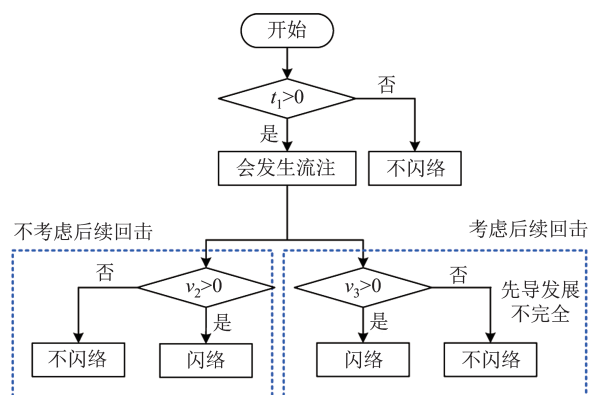 开始
t₁>0
否
是
会发生流注
不闪络
不考虑后续回击
考虑后续回击
否
v₂>0
是
不闪络
闪络
v₃>0
否
是
先导发展
不完全
闪络
不闪络